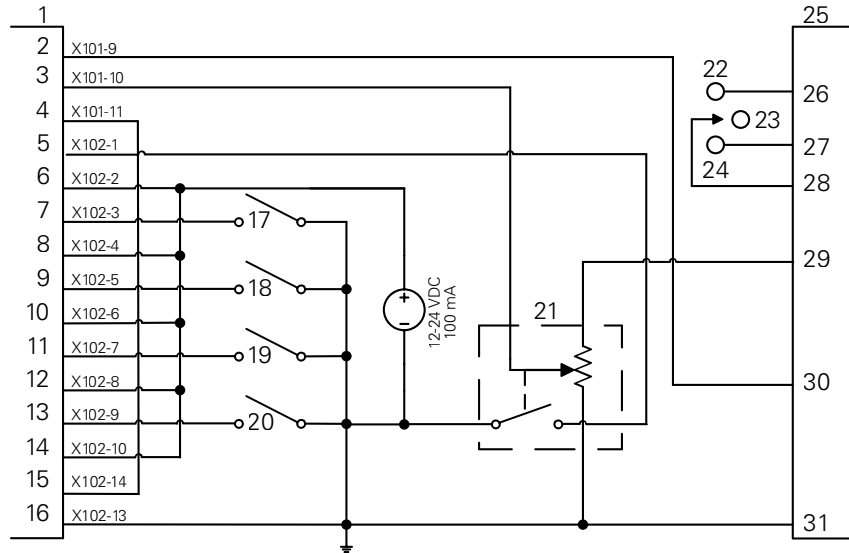 1
2 X101-9
3 X101-10
4 X101-11
5 X102-1
6 X102-2
7 X102-3
8 X102-4
9 X102-5
10 X102-6
11 X102-7
12 X102-8
13 X102-9
14 X102-10
15 X102-14
16 X102-13
17
18
19
20
+
−
12-24 VDC
100 mA
21
22
23
24
25
26
27
28
29
30
31